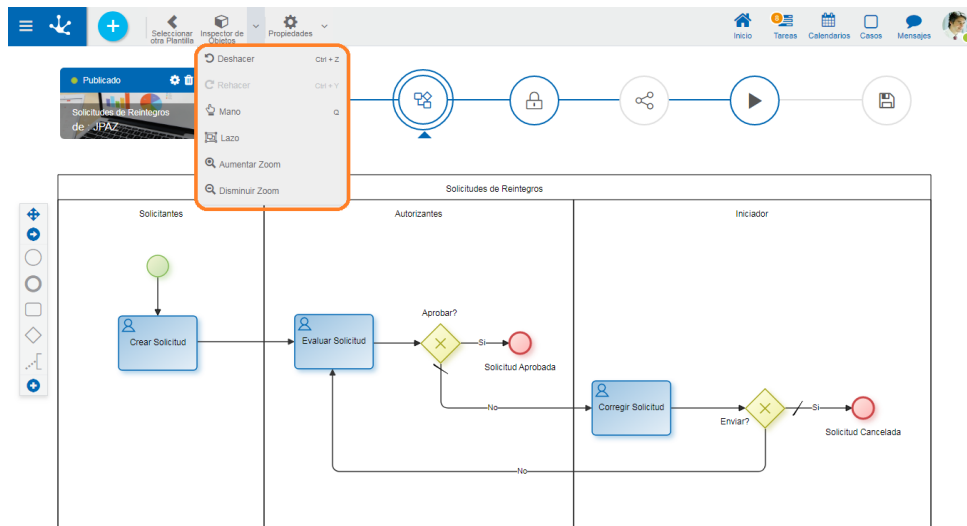 Seleccionar
otra Plantilla
Inspector de
Objetos
Propiedades
Inicio
6
Tareas
Calendarios
Casos
Mensajes
Deshacer Ctrl + Z
Rehacer Ctrl + Y
Mano Q
Lazo
Aumentar Zoom
Disminuir Zoom
Publicado
Solicitudes de Reintegros
de : JPAZ
Solicitudes de Reintegros
Solicitantes
Autorizantes
Iniciador
Crear Solicitud
Evaluar Solicitud
Aprobar?
Si
Solicitud Aprobada
No
Corregir Solicitud
Enviar?
Si
Solicitud Cancelada
No